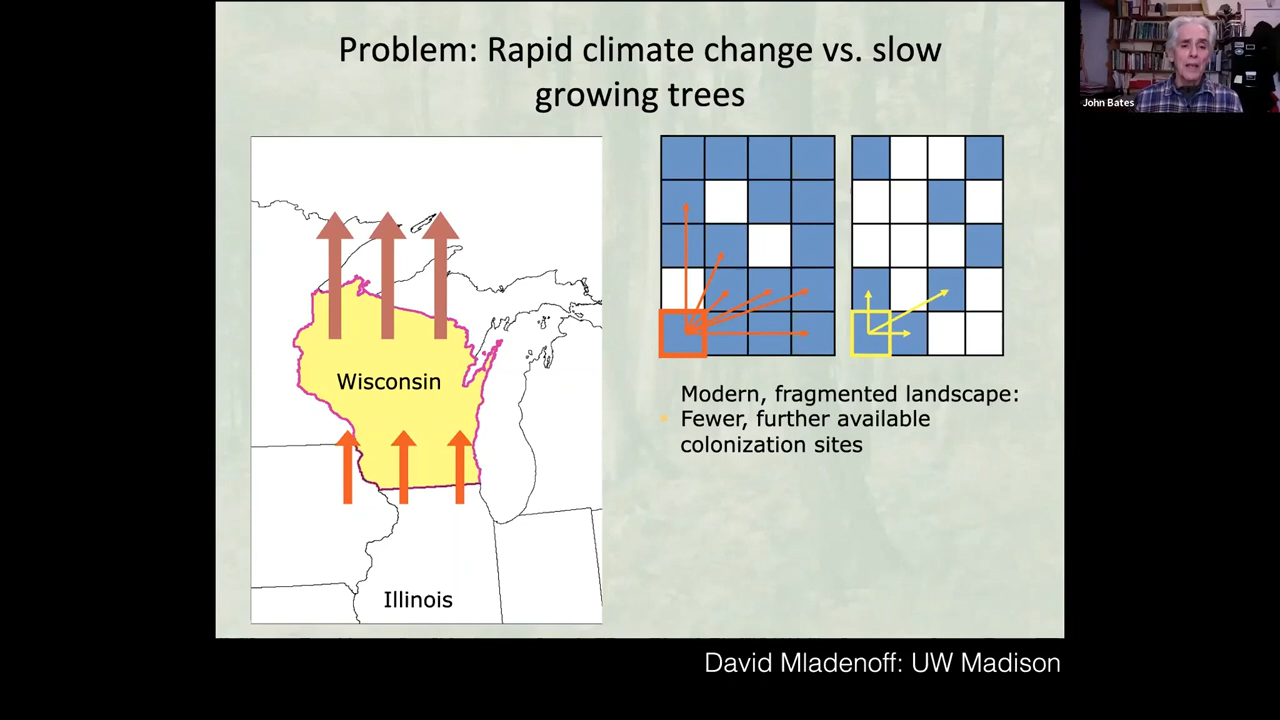 Problem: Rapid climate change vs. slow
growing trees
John Bates
Wisconsin
Illinois
Modern, fragmented landscape:
Fewer, further available
colonization sites
David Mladenoff: UW Madison